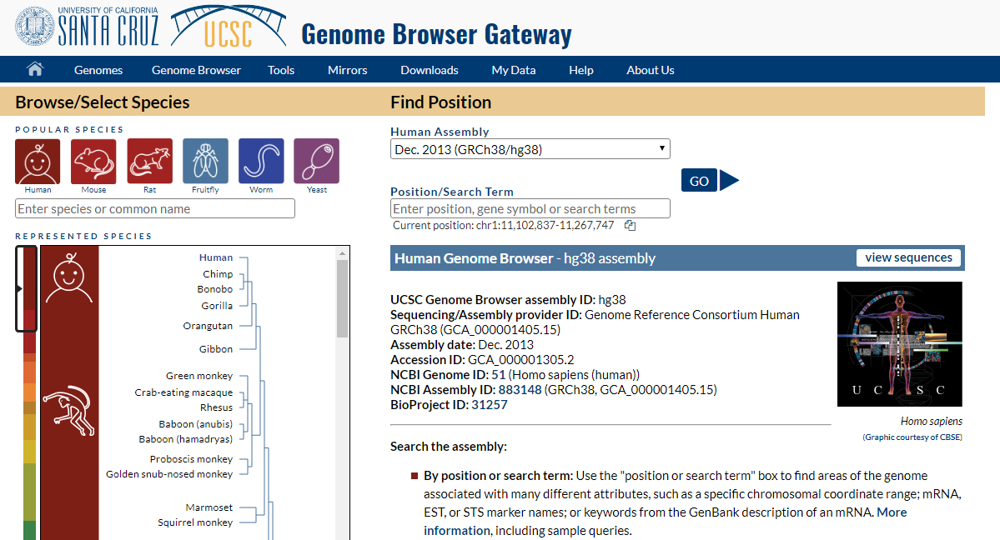 UNIVERSITY OF CALIFORNIA
SANTA CRUZ
UCSC
Genome Browser Gateway
Genomes Genome Browser Tools Mirrors Downloads My Data Help About Us
Browse/Select Species
POPULAR SPECIES
Human Mouse Rat Fruitfly Worm Yeast
Enter species or common name
REPRESENTED SPECIES
Human
Chimp
Bonobo
Gorilla
Orangutan
Gibbon
Green monkey
Crab-eating macaque
Rhesus
Baboon (anubis)
Baboon (hamadryas)
Proboscis monkey
Golden snub-nosed monkey
Marmoset
Squirrel monkey
Find Position
Human Assembly
Dec. 2013 (GRCh38/hg38)
GO
Position/Search Term
Enter position, gene symbol or search terms
Current position: chr1:11,102,837-11,267,747
Human Genome Browser - hg38 assembly
view sequences
UCSC Genome Browser assembly ID: hg38
Sequencing/Assembly provider ID: Genome Reference Consortium Human
GRCh38 (GCA_000001405.15)
Assembly date: Dec. 2013
Accession ID: GCA_000001305.2
NCBI Genome ID: 51 (Homo sapiens (human))
NCBI Assembly ID: 883148 (GRCh38, GCA_000001405.15)
BioProject ID: 31257
U C S C
Homo sapiens
(Graphic courtesy of CBSE)
Search the assembly:
By position or search term: Use the "position or search term" box to find areas of the genome
associated with many different attributes, such as a specific chromosomal coordinate range; mRNA,
EST, or STS marker names; or keywords from the GenBank description of an mRNA. More
information, including sample queries.